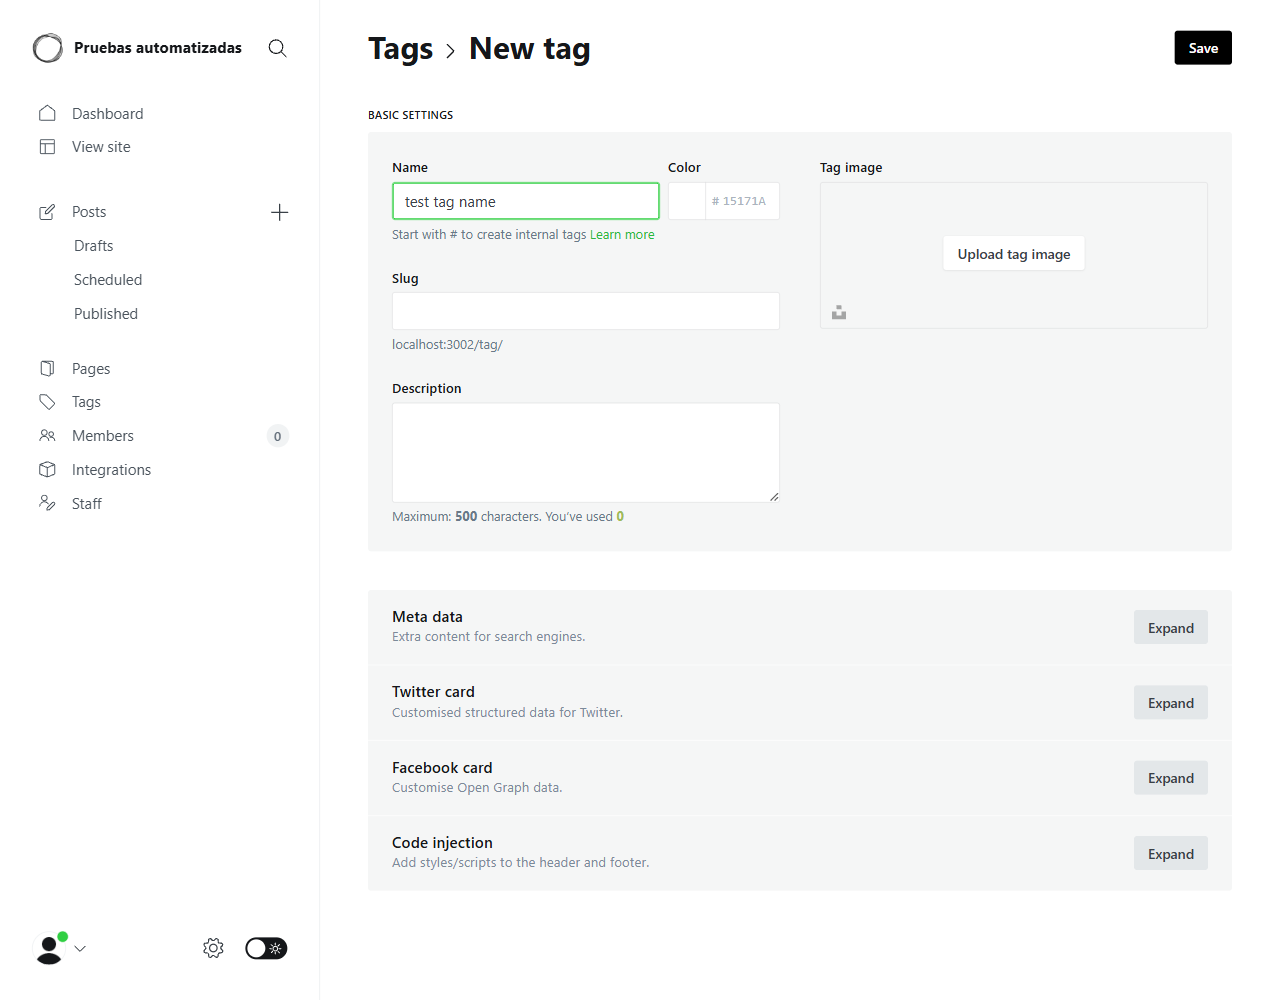 Pruebas automatizadas
Dashboard
View site
Posts
Drafts
Scheduled
Published
Pages
Tags
Members 0
Integrations
Staff
Tags > New tag
Save
BASIC SETTINGS
Name
test tag name
Start with # to create internal tags Learn more
Color
# 15171A
Slug
localhost:3002/tag/
Description
Maximum: 500 characters. You’ve used 0
Tag image
Upload tag image
Meta data
Extra content for search engines.
Expand
Twitter card
Customised structured data for Twitter.
Expand
Facebook card
Customise Open Graph data.
Expand
Code injection
Add styles/scripts to the header and footer.
Expand